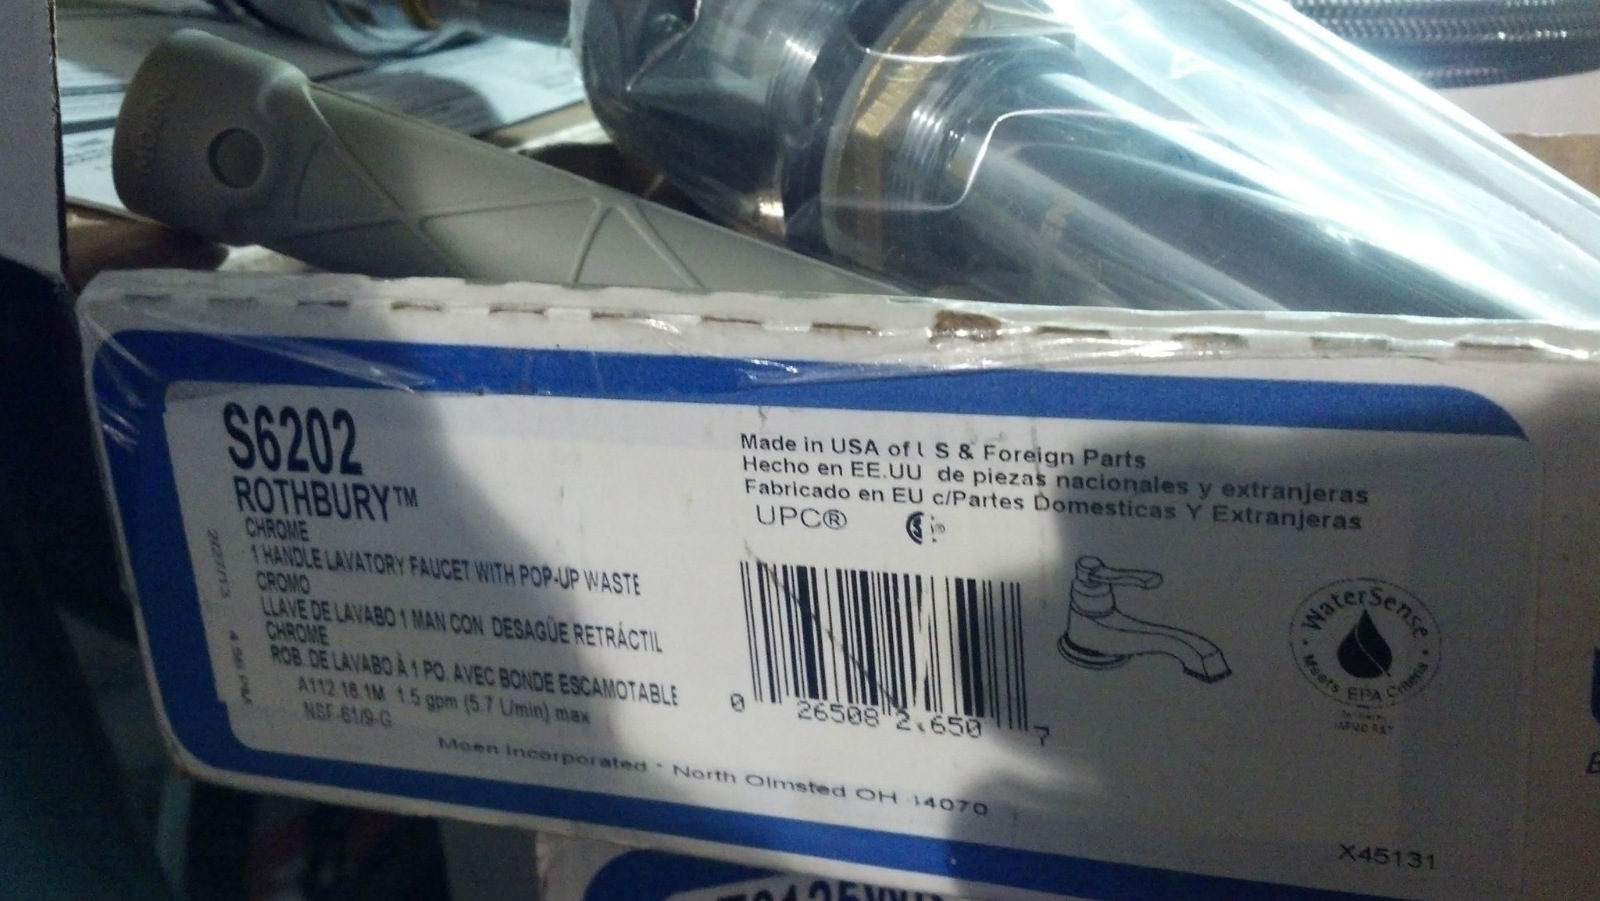 MOEN
S6202
ROTHBURY™
CHROME
1 HANDLE LAVATORY FAUCET WITH POP-UP WASTE
CROMO
LLAVE DE LAVABO 1 MAN CON DESAGÜE RETRÁCTIL
CHROME
ROB. DE LAVABO À 1 PO. AVEC BONDE ESCAMOTABLE
A112.18.1M 1.5 gpm (5.7 L/min) max
NSF-61/9-G
Made in USA of U S & Foreign Parts
Hecho en EE.UU de piezas nacionales y extranjeras
Fabricado en EU c/Partes Domesticas Y Extranjeras
UPC®
0 26508 2 650 7
WaterSense
Meets EPA Criteria
Moen Incorporated - North Olmsted OH 44070
X45131